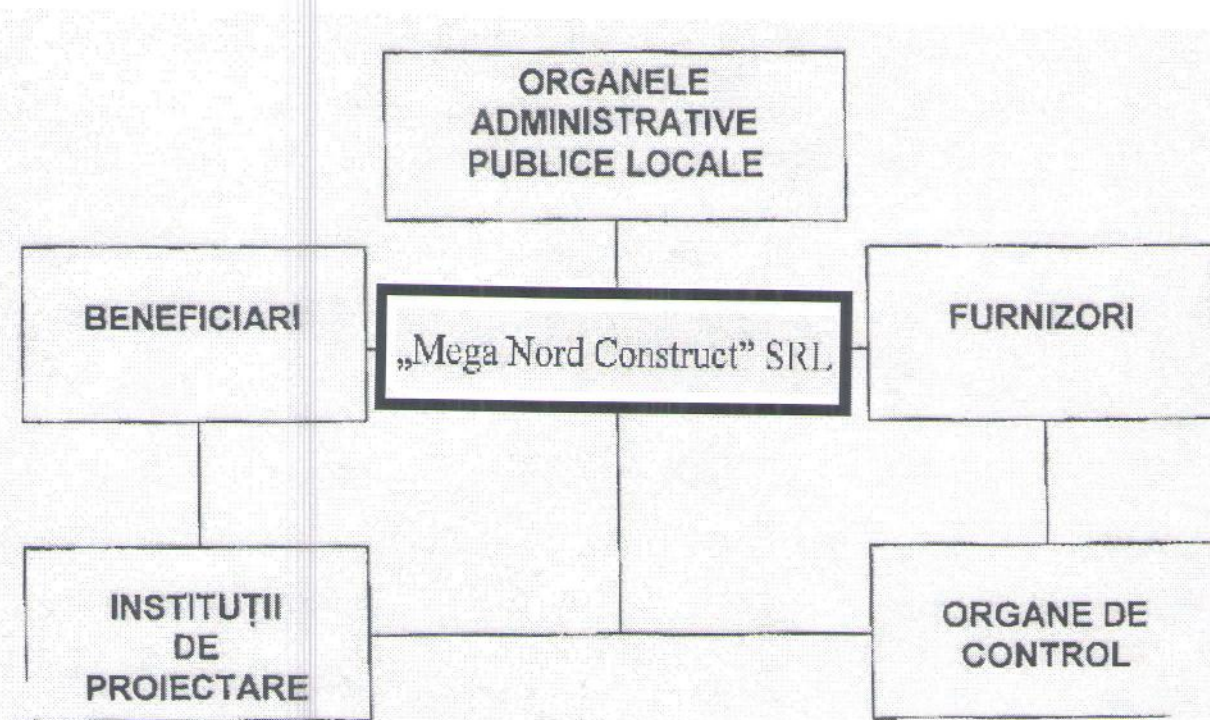 ORGANELE
ADMINISTRATIVE
PUBLICE LOCALE
BENEFICIARI
„Mega Nord Construct” SRL
FURNIZORI
INSTITUȚII
DE
PROIECTARE
ORGANE DE
CONTROL